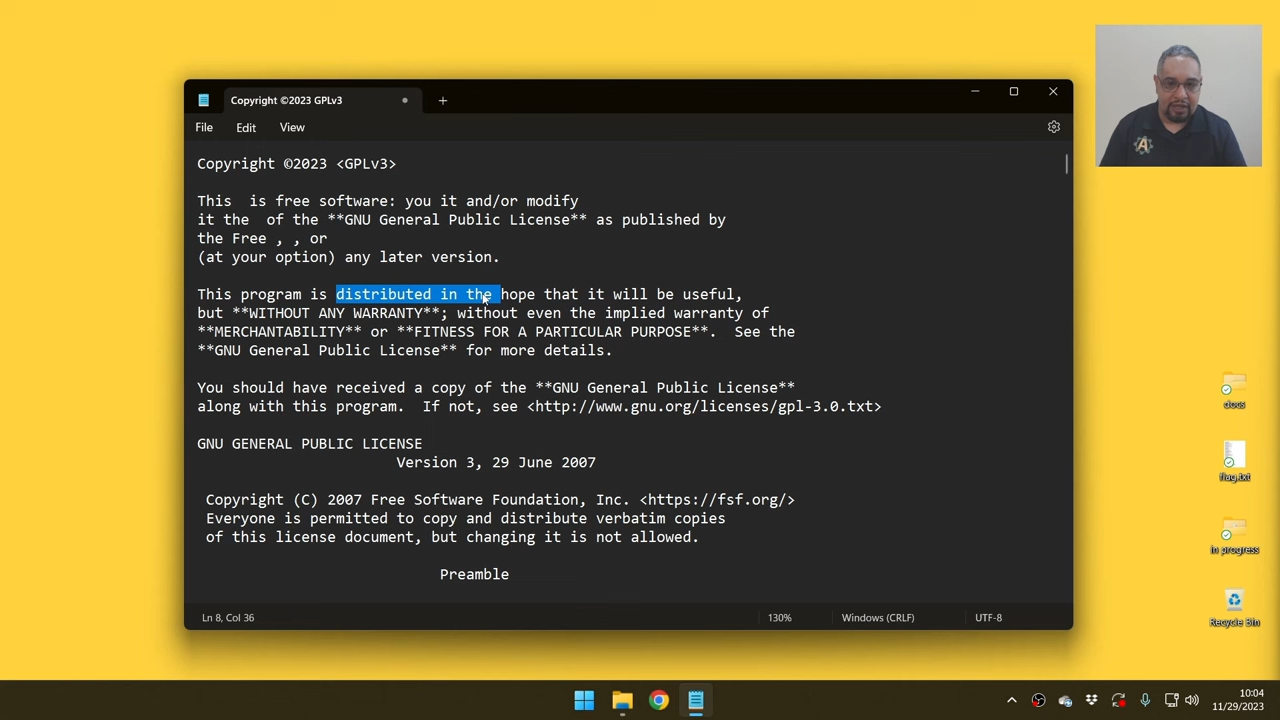 Copyright ©2023 GPLv3
File Edit View
Copyright ©2023 <GPLv3>
This  is free software: you it and/or modify
it the  of the **GNU General Public License** as published by
the Free , , or
(at your option) any later version.
This program is distributed in the hope that it will be useful,
but **WITHOUT ANY WARRANTY**; without even the implied warranty of
**MERCHANTABILITY** or **FITNESS FOR A PARTICULAR PURPOSE**.  See the
**GNU General Public License** for more details.
You should have received a copy of the **GNU General Public License**
along with this program.  If not, see <http://www.gnu.org/licenses/gpl-3.0.txt>
GNU GENERAL PUBLIC LICENSE
Version 3, 29 June 2007
Copyright (C) 2007 Free Software Foundation, Inc. <https://fsf.org/>
Everyone is permitted to copy and distribute verbatim copies
of this license document, but changing it is not allowed.
Preamble
Ln 8, Col 36 130% Windows (CRLF) UTF-8
docs
flag.txt
in progress
Recycle Bin
10:04
11/29/2023